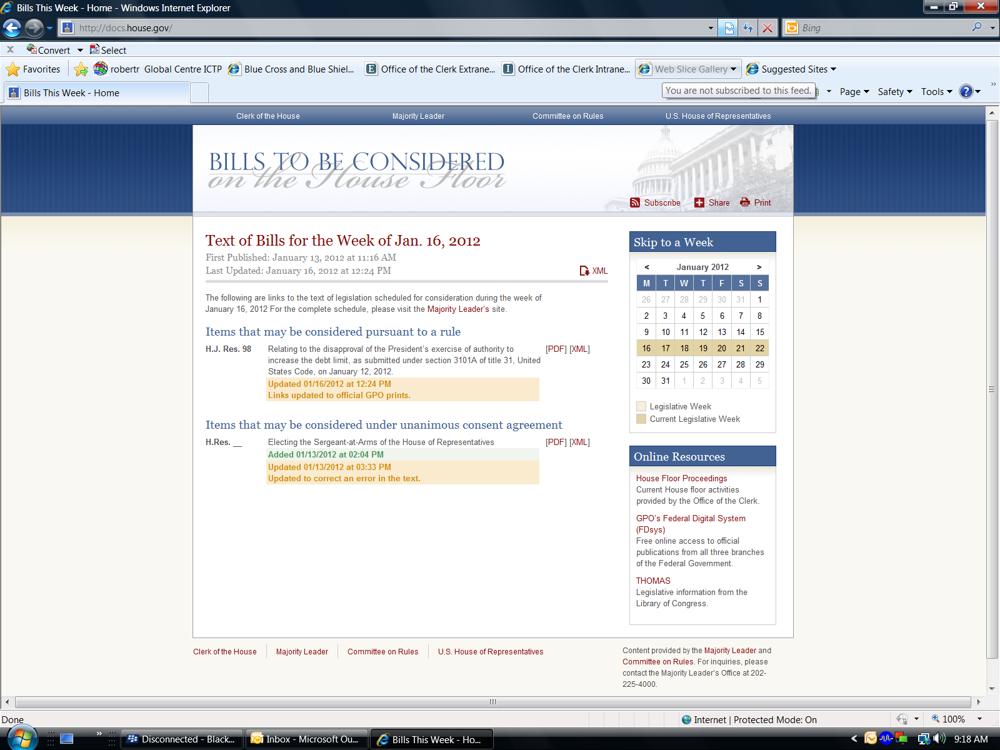 Bills This Week - Home - Windows Internet Explorer
http://docs.house.gov/
Bing
x Convert Select
Favorites robertr Global Centre ICTP Blue Cross and Blue Shiel... Office of the Clerk Extrane... Office of the Clerk Intrane... Web Slice Gallery Suggested Sites
Bills This Week - Home
You are not subscribed to this feed.
Page Safety Tools
Clerk of the House Majority Leader Committee on Rules U.S. House of Representatives
BILLS TO BE CONSIDERED
on the House Floor
Subscribe Share Print
Text of Bills for the Week of Jan. 16, 2012
First Published: January 13, 2012 at 11:16 AM
Last Updated: January 16, 2012 at 12:24 PM
XML
The following are links to the text of legislation scheduled for consideration during the week of
January 16, 2012 For the complete schedule, please visit the Majority Leader's site.
Items that may be considered pursuant to a rule
H.J. Res. 98 Relating to the disapproval of the President's exercise of authority to [PDF] [XML]
increase the debt limit, as submitted under section 3101A of title 31, United
States Code, on January 12, 2012.
Updated 01/16/2012 at 12:24 PM
Links updated to official GPO prints.
Items that may be considered under unanimous consent agreement
H.Res. __ Electing the Sergeant-at-Arms of the House of Representatives [PDF] [XML]
Added 01/13/2012 at 02:04 PM
Updated 01/13/2012 at 03:33 PM
Updated to correct an error in the text.
Skip to a Week
< January 2012 >
M T W T F S S
26 27 28 29 30 31 1
2 3 4 5 6 7 8
9 10 11 12 13 14 15
16 17 18 19 20 21 22
23 24 25 26 27 28 29
30 31 1 2 3 4 5
Legislative Week
Current Legislative Week
Online Resources
House Floor Proceedings
Current House floor activities
provided by the Office of the Clerk.
GPO's Federal Digital System
(FDsys)
Free online access to official
publications from all three branches
of the Federal Government.
THOMAS
Legislative information from the
Library of Congress.
Clerk of the House Majority Leader Committee on Rules U.S. House of Representatives
Content provided by the Majority Leader and
Committee on Rules. For inquiries, please
contact the Majority Leader's Office at 202-
225-4000.
Done
Internet | Protected Mode: On
100%
Disconnected - Black... Inbox - Microsoft Ou... Bills This Week - Ho...
9:18 AM